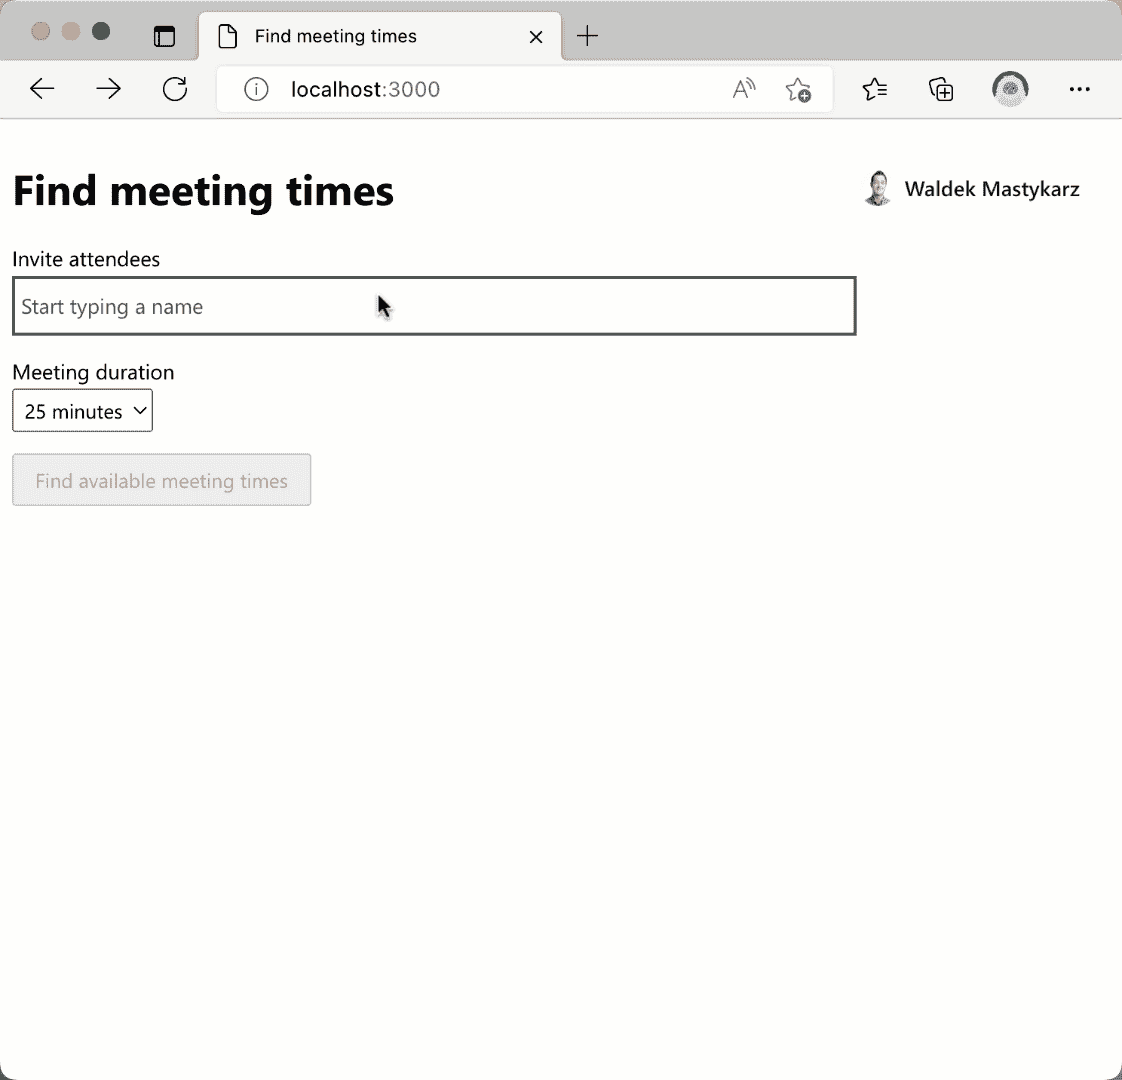 Find meeting times
localhost:3000
Find meeting times
Waldek Mastykarz
Invite attendees
Start typing a name
Meeting duration
25 minutes
Find available meeting times